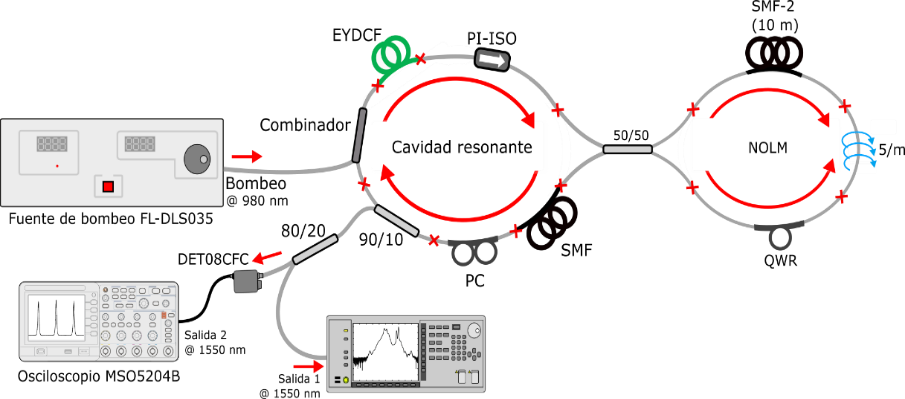 SMF-2
(10 m)
EYDCF
PI-ISO
Combinador
Cavidad resonante
50/50
NOLM
5/m
Bombeo
@ 980 nm
Fuente de bombeo FL-DLS035
80/20
90/10
SMF
PC
QWR
DET08CFC
Salida 2
@ 1550 nm
Osciloscopio MSO5204B
Salida 1
@ 1550 nm